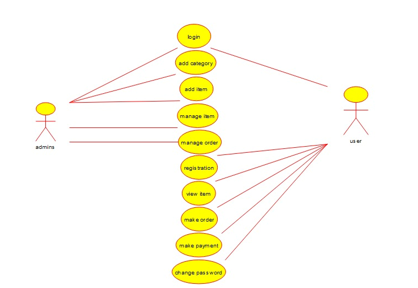 login
add category
add item
manage item
manage order
admins
user
registration
view item
make order
make payment
change password